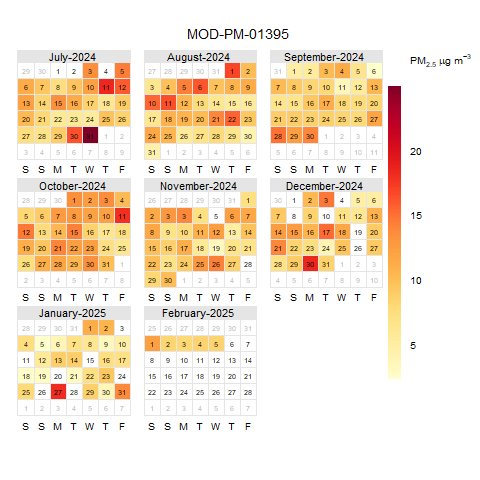 MOD-PM-01395
July-2024
29 30 1 2 3 4 5
6 7 8 9 10 11 12
13 14 15 16 17 18 19
20 21 22 23 24 25 26
27 28 29 30 31 1 2
3 4 5 6 7 8 9
S S M T W T F
August-2024
27 28 29 30 31 1 2
3 4 5 6 7 8 9
10 11 12 13 14 15 16
17 18 19 20 21 22 23
24 25 26 27 28 29 30
31 1 2 3 4 5 6
S S M T W T F
September-2024
31 1 2 3 4 5 6
7 8 9 10 11 12 13
14 15 16 17 18 19 20
21 22 23 24 25 26 27
28 29 30 1 2 3 4
5 6 7 8 9 10 11
S S M T W T F
October-2024
28 29 30 1 2 3 4
5 6 7 8 9 10 11
12 13 14 15 16 17 18
19 20 21 22 23 24 25
26 27 28 29 30 31 1
2 3 4 5 6 7 8
S S M T W T F
November-2024
26 27 28 29 30 31 1
2 3 3 4 5 6 7
8 9 10 11 12 13 14
15 16 17 18 19 20 21
22 23 24 25 26 27 28
29 30 1 2 3 4 5
S S M T W T F
December-2024
30 1 2 3 4 5 6
7 8 9 10 11 12 13
14 15 16 17 18 19 20
21 22 23 24 25 26 27
28 29 30 31 1 2 3
4 5 6 7 8 9 10
S S M T W T F
January-2025
28 29 30 31 1 2 3
4 5 6 7 8 9 10
11 12 13 14 15 16 17
18 19 20 21 22 23 24
25 26 27 28 29 30 31
1 2 3 4 5 6 7
S S M T W T F
February-2025
25 26 27 28 29 30 31
1 2 3 4 5 6 7
8 9 10 11 12 13 14
15 16 17 18 19 20 21
22 23 24 25 26 27 28
1 2 3 4 5 6 7
S S M T W T F
PM2.5 µg m⁻³
20
15
10
5